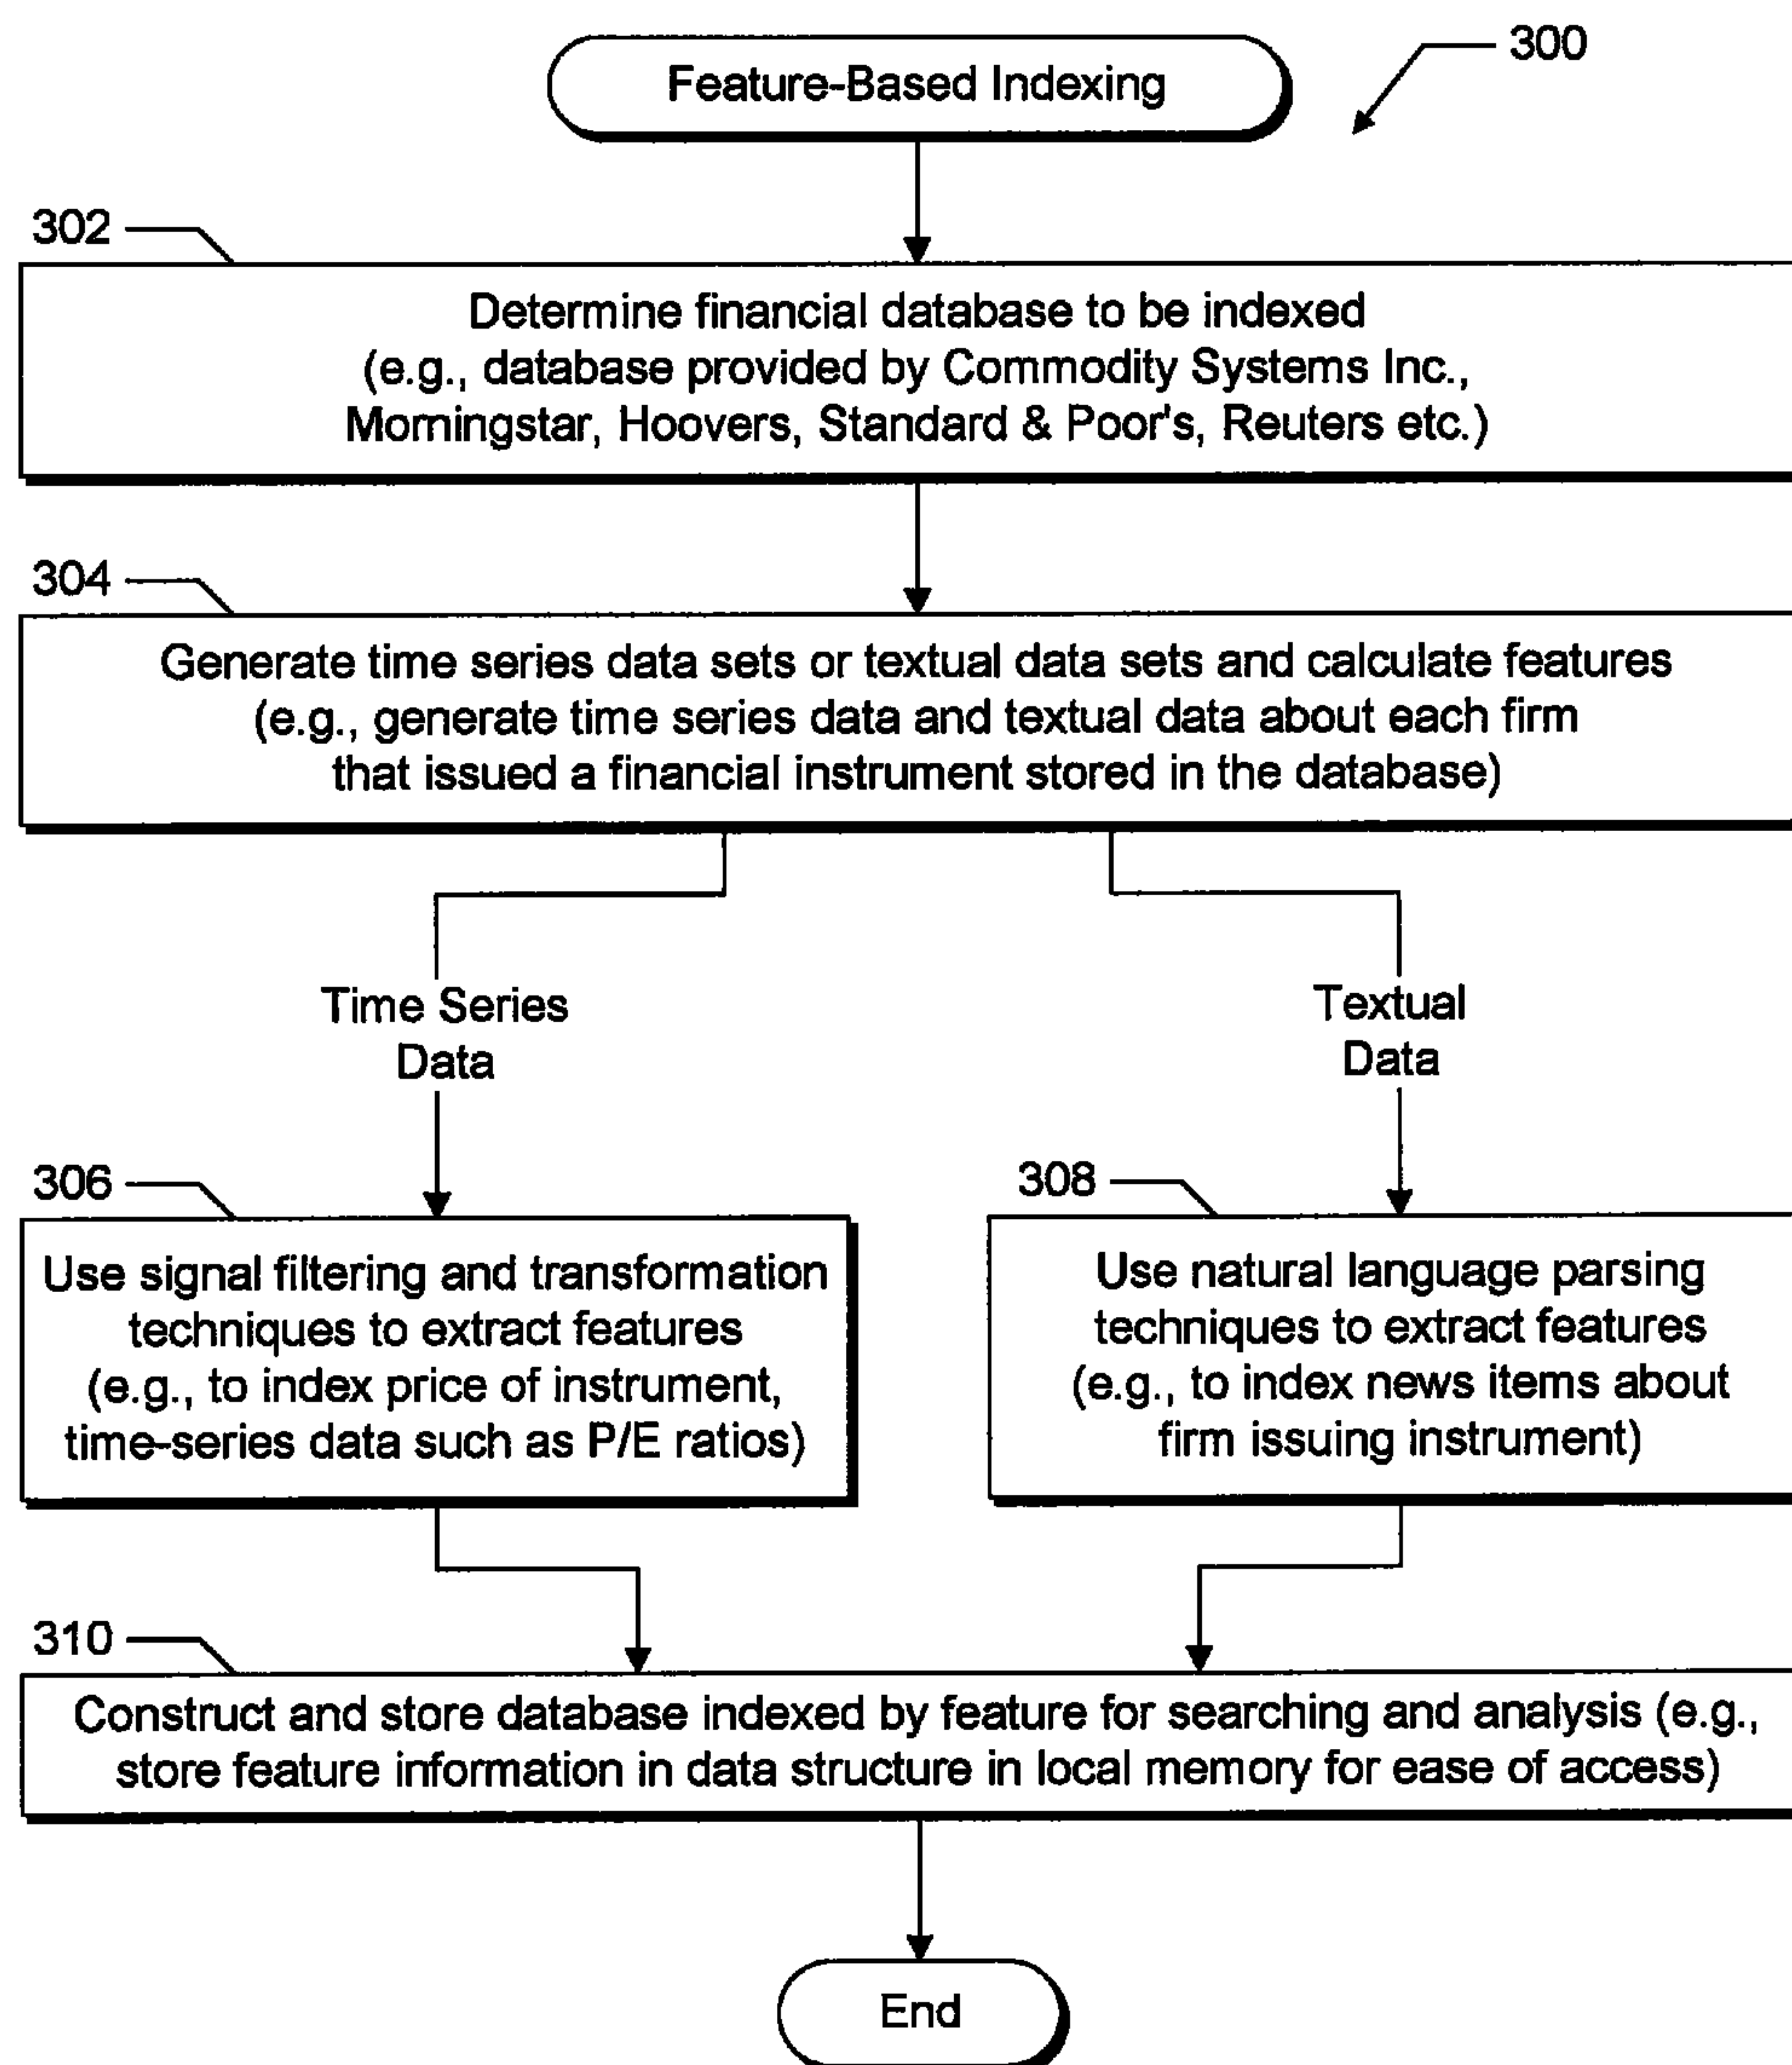 Feature-Based Indexing
300
302
Determine financial database to be indexed
(e.g., database provided by Commodity Systems Inc.,
Morningstar, Hoovers, Standard & Poor's, Reuters etc.)
304
Generate time series data sets or textual data sets and calculate features
(e.g., generate time series data and textual data about each firm
that issued a financial instrument stored in the database)
Time Series
Data
Textual
Data
306
Use signal filtering and transformation
techniques to extract features
(e.g., to index price of instrument,
time-series data such as P/E ratios)
308
Use natural language parsing
techniques to extract features
(e.g., to index news items about
firm issuing instrument)
310
Construct and store database indexed by feature for searching and analysis (e.g.,
store feature information in data structure in local memory for ease of access)
End